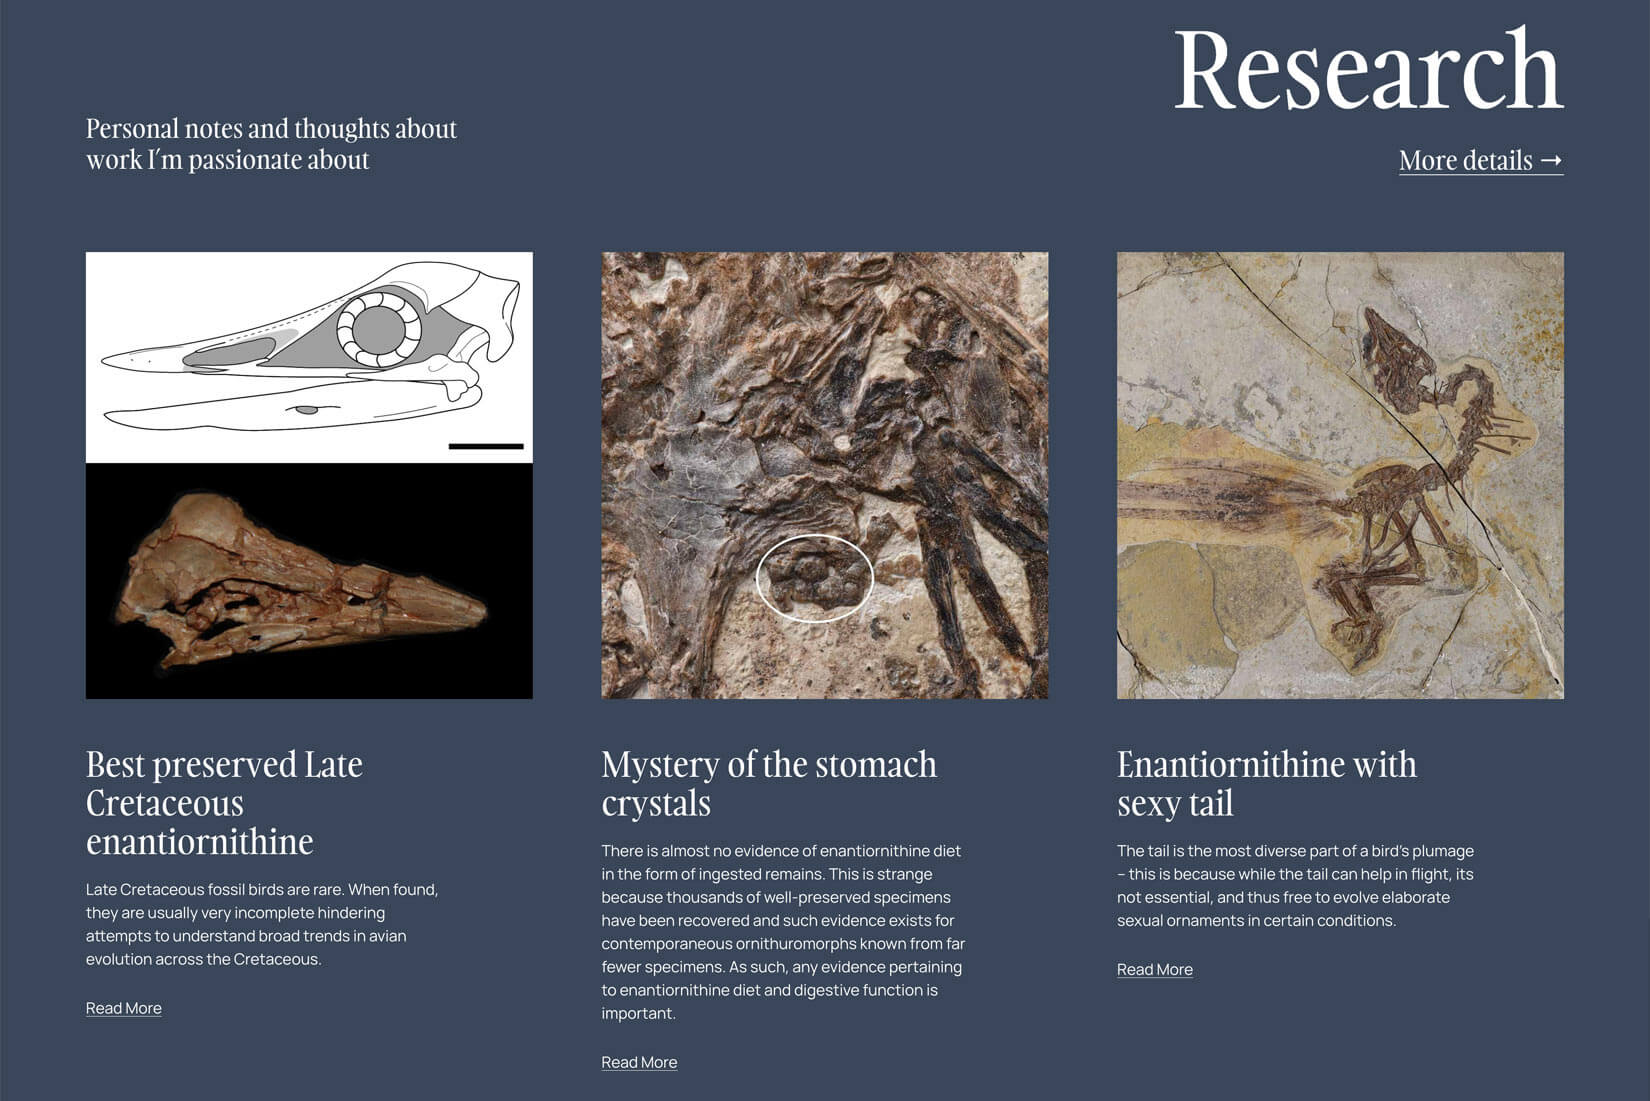 Research
Personal notes and thoughts about
work I'm passionate about
More details →
Best preserved Late
Cretaceous
enantiornithine
Late Cretaceous fossil birds are rare. When found,
they are usually very incomplete hindering
attempts to understand broad trends in avian
evolution across the Cretaceous.
Read More
Mystery of the stomach
crystals
There is almost no evidence of enantiornithine diet
in the form of ingested remains. This is strange
because thousands of well-preserved specimens
have been recovered and such evidence exists for
contemporaneous ornithuromorphs known from far
fewer specimens. As such, any evidence pertaining
to enantiornithine diet and digestive function is
important.
Read More
Enantiornithine with
sexy tail
The tail is the most diverse part of a bird's plumage
– this is because while the tail can help in flight, its
not essential, and thus free to evolve elaborate
sexual ornaments in certain conditions.
Read More